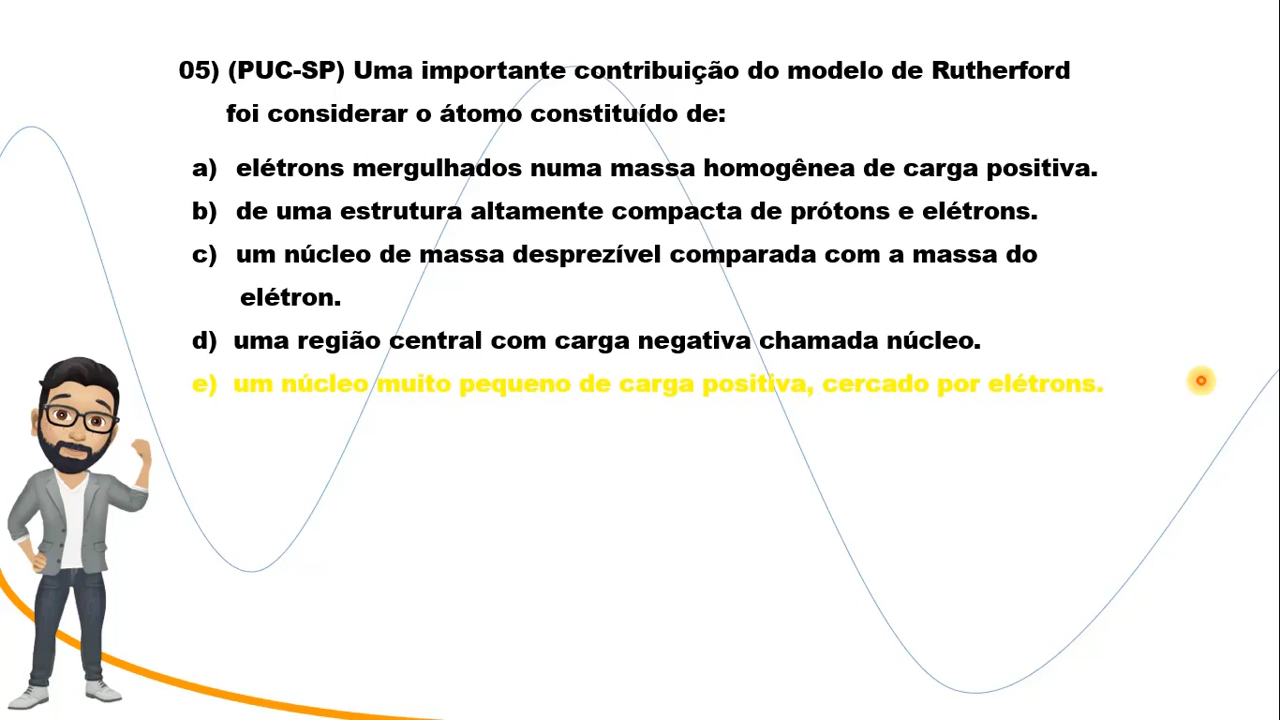 05) (PUC-SP) Uma importante contribuição do modelo de Rutherford
foi considerar o átomo constituído de:
a) elétrons mergulhados numa massa homogênea de carga positiva.
b) de uma estrutura altamente compacta de prótons e elétrons.
c) um núcleo de massa desprezível comparada com a massa do
elétron.
d) uma região central com carga negativa chamada núcleo.
e) um núcleo muito pequeno de carga positiva, cercado por elétrons.